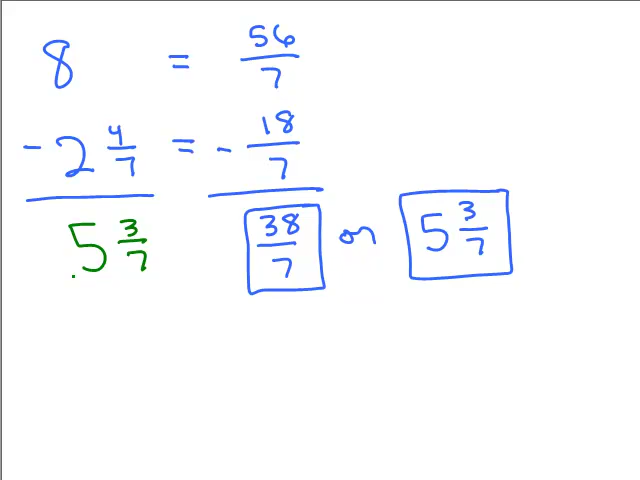 8 = 56/7
- 2 4/7 = - 18/7
5 3/7 38/7 or 5 3/7